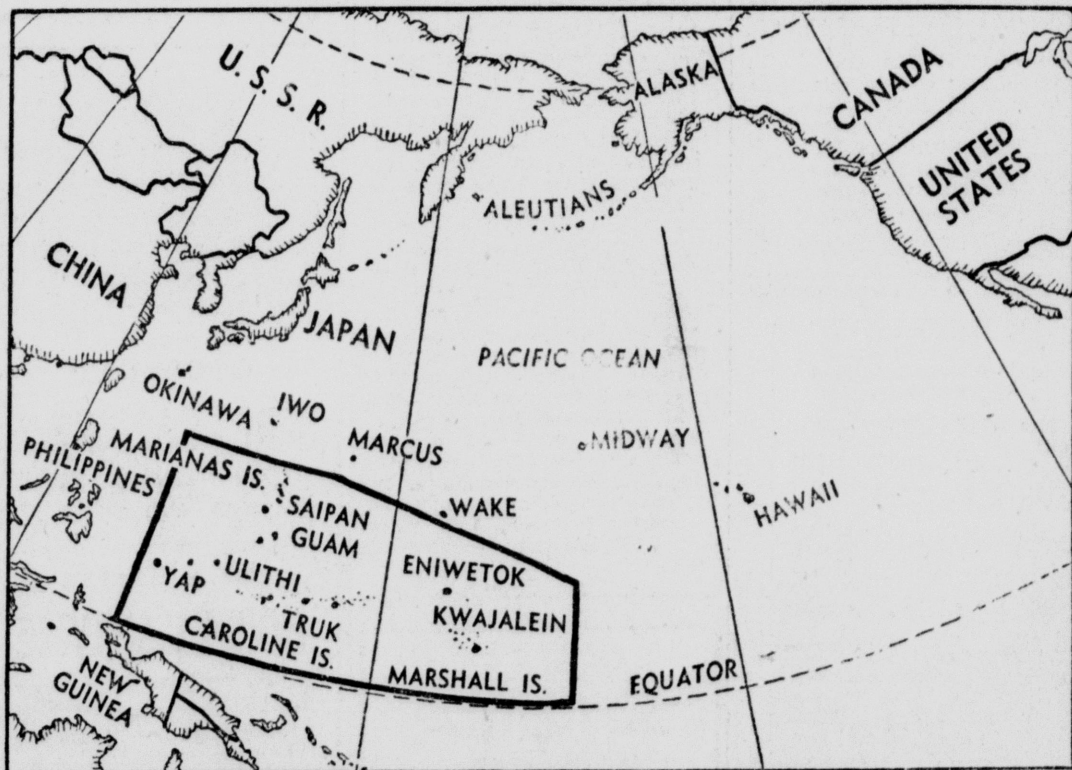 U. S. S. R.
ALASKA
CANADA
UNITED
STATES
ALEUTIANS
CHINA
JAPAN
PACIFIC OCEAN
OKINAWA
IWO
MARCUS
MIDWAY
MARIANAS IS.
PHILIPPINES
SAIPAN
WAKE
HAWAII
GUAM
ENIWETOK
YAP
ULITHI
KWAJALEIN
TRUK
CAROLINE IS.
MARSHALL IS.
EQUATOR
NEW
GUINEA